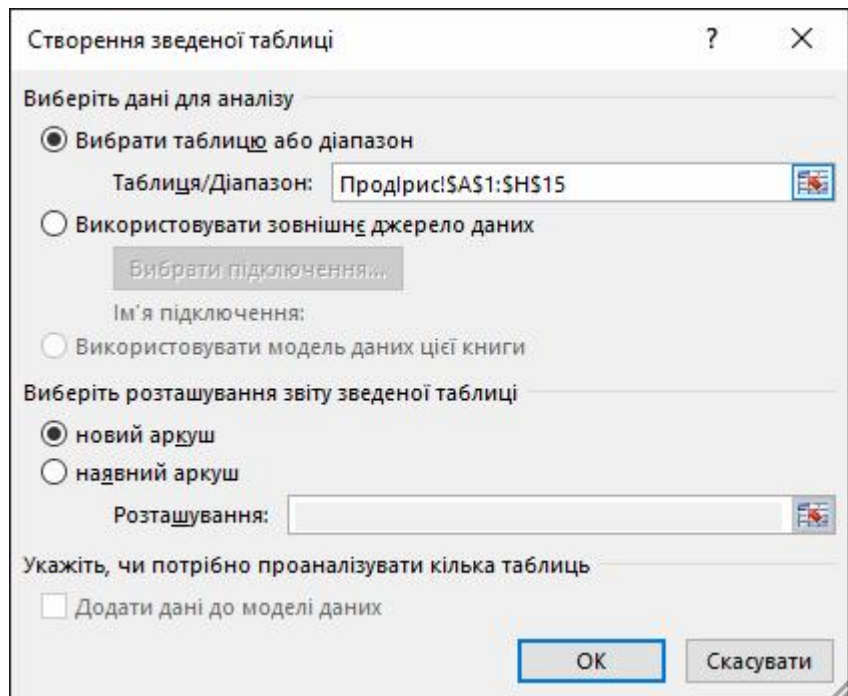 Створення зведеної таблиці ? ×
Виберіть дані для аналізу
Вибрати таблицю або діапазон
Таблиця/Діапазон: ПродІрис!$A$1:$H$15
Використовувати зовнішнє джерело даних
Вибрати підключення...
Ім'я підключення:
Використовувати модель даних цієї книги
Виберіть розташування звіту зведеної таблиці
новий аркуш
наявний аркуш
Розташування:
Укажіть, чи потрібно проаналізувати кілька таблиць
Додати дані до моделі даних
ОК Скасувати